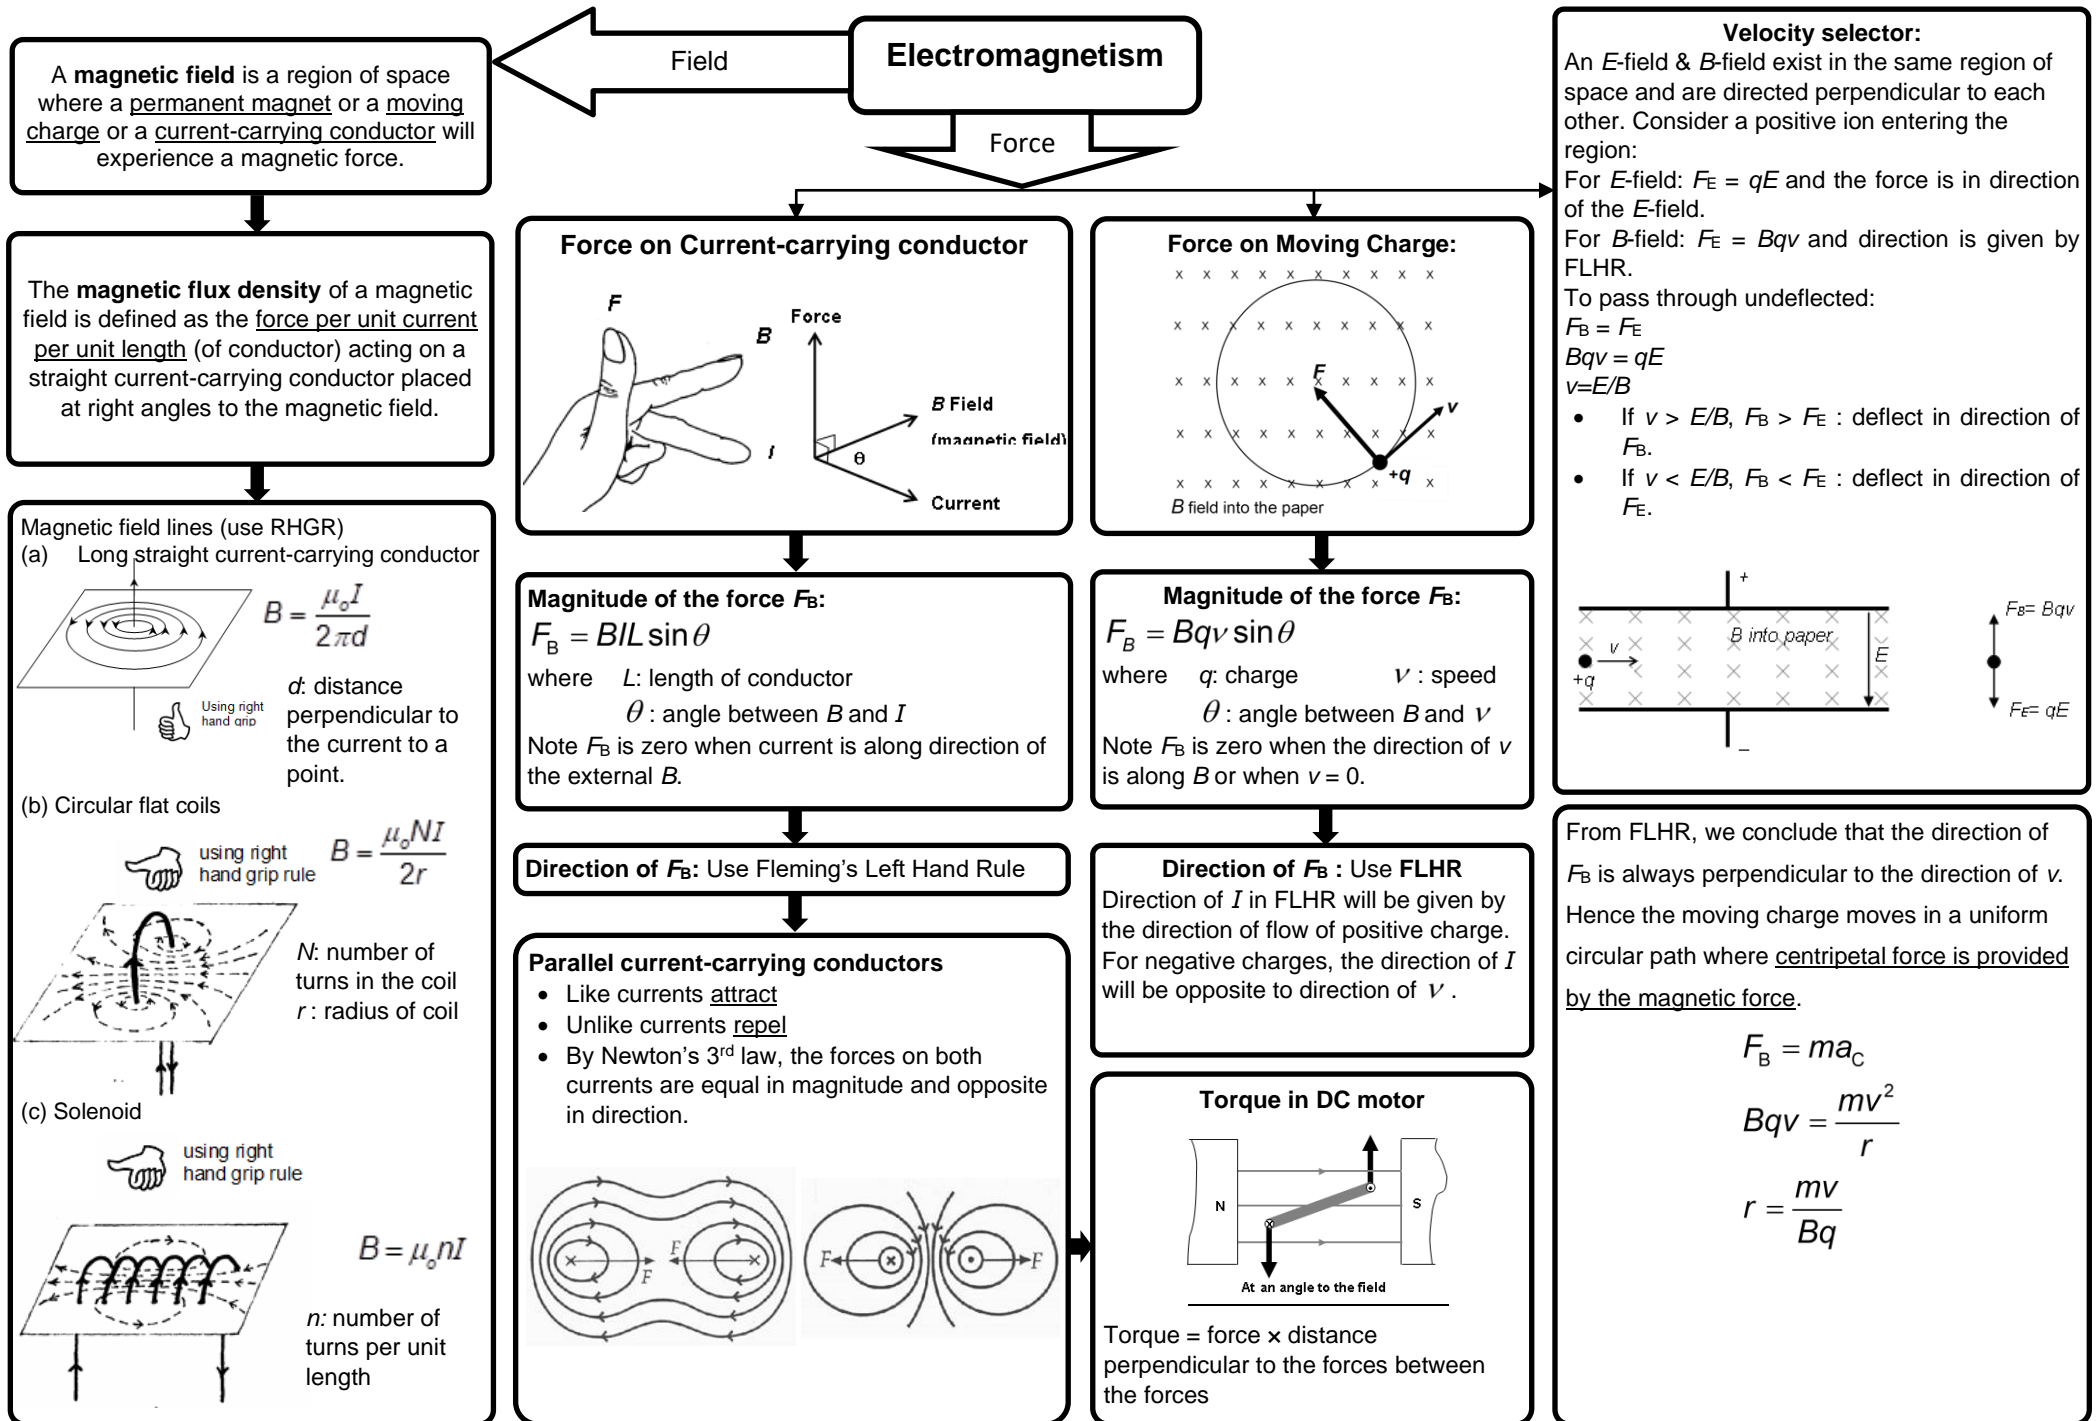 Electromagnetism
Field
Force
A magnetic field is a region of space
where a permanent magnet or a moving
charge or a current-carrying conductor will
experience a magnetic force.
The magnetic flux density of a magnetic
field is defined as the force per unit current
per unit length (of conductor) acting on a
straight current-carrying conductor placed
at right angles to the magnetic field.
Magnetic field lines (use RHGR)
(a) Long straight current-carrying conductor
B = μ₀I / 2πd
Using right
hand grip
d: distance
perpendicular to
the current to a
point.
(b) Circular flat coils
using right
hand grip rule
B = μ₀NI / 2r
N: number of
turns in the coil
r : radius of coil
(c) Solenoid
using right
hand grip rule
B = μ₀nI
n: number of
turns per unit
length
Force on Current-carrying conductor
F
B
I
Force
B Field
(magnetic field)
θ
Current
Magnitude of the force FB:
FB = BIL sin θ
where L: length of conductor
θ : angle between B and I
Note FB is zero when current is along direction of
the external B.
Direction of FB: Use Fleming's Left Hand Rule
Parallel current-carrying conductors
• Like currents attract
• Unlike currents repel
• By Newton's 3rd law, the forces on both
currents are equal in magnitude and opposite
in direction.
F
F
F
F
Force on Moving Charge:
x x x x x x x x x x
x x x x x x x x x x
F
x x x x x x x x x x
v
x x x x x x x x x x
+q
x x x x x x x x x
B field into the paper
Magnitude of the force FB:
FB = Bqv sin θ
where q: charge v : speed
θ : angle between B and v
Note FB is zero when the direction of v
is along B or when v = 0.
Direction of FB : Use FLHR
Direction of I in FLHR will be given by
the direction of flow of positive charge.
For negative charges, the direction of I
will be opposite to direction of v .
Torque in DC motor
N
S
At an angle to the field
Torque = force × distance
perpendicular to the forces between
the forces
Velocity selector:
An E-field & B-field exist in the same region of
space and are directed perpendicular to each
other. Consider a positive ion entering the
region:
For E-field: FE = qE and the force is in direction
of the E-field.
For B-field: FE = Bqv and direction is given by
FLHR.
To pass through undeflected:
FB = FE
Bqv = qE
v=E/B
• If v > E/B, FB > FE : deflect in direction of
FB.
• If v < E/B, FB < FE : deflect in direction of
FE.
+
B into paper
v
+q
E
–
FB= Bqv
FE= qE
From FLHR, we conclude that the direction of
FB is always perpendicular to the direction of v.
Hence the moving charge moves in a uniform
circular path where centripetal force is provided
by the magnetic force.
FB = maC
Bqv = mv² / r
r = mv / Bq